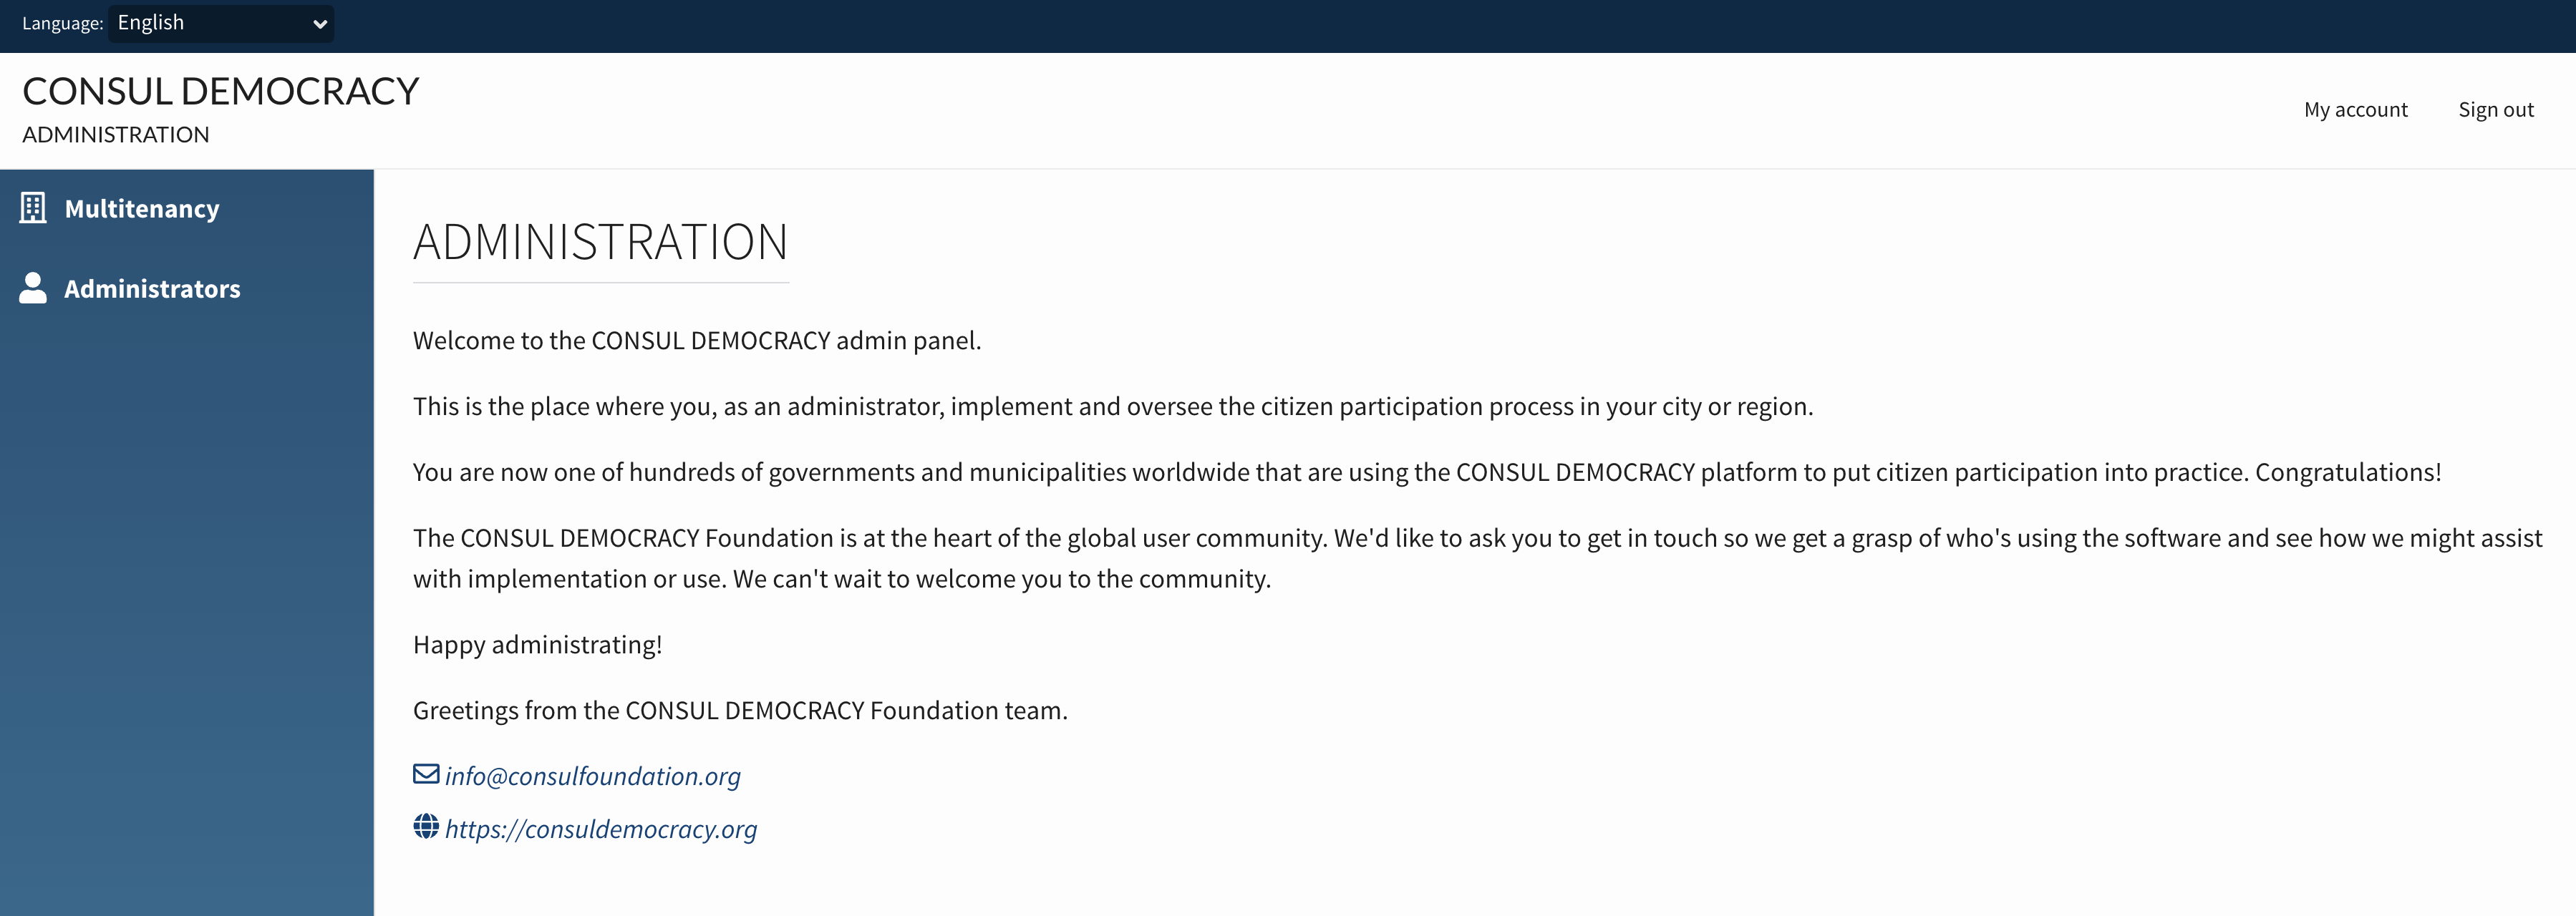 Language: English
CONSUL DEMOCRACY
ADMINISTRATION
My account
Sign out
Multitenancy
Administrators
ADMINISTRATION
Welcome to the CONSUL DEMOCRACY admin panel.
This is the place where you, as an administrator, implement and oversee the citizen participation process in your city or region.
You are now one of hundreds of governments and municipalities worldwide that are using the CONSUL DEMOCRACY platform to put citizen participation into practice. Congratulations!
The CONSUL DEMOCRACY Foundation is at the heart of the global user community. We'd like to ask you to get in touch so we get a grasp of who's using the software and see how we might assist
with implementation or use. We can't wait to welcome you to the community.
Happy administrating!
Greetings from the CONSUL DEMOCRACY Foundation team.
info@consulfoundation.org
https://consuldemocracy.org